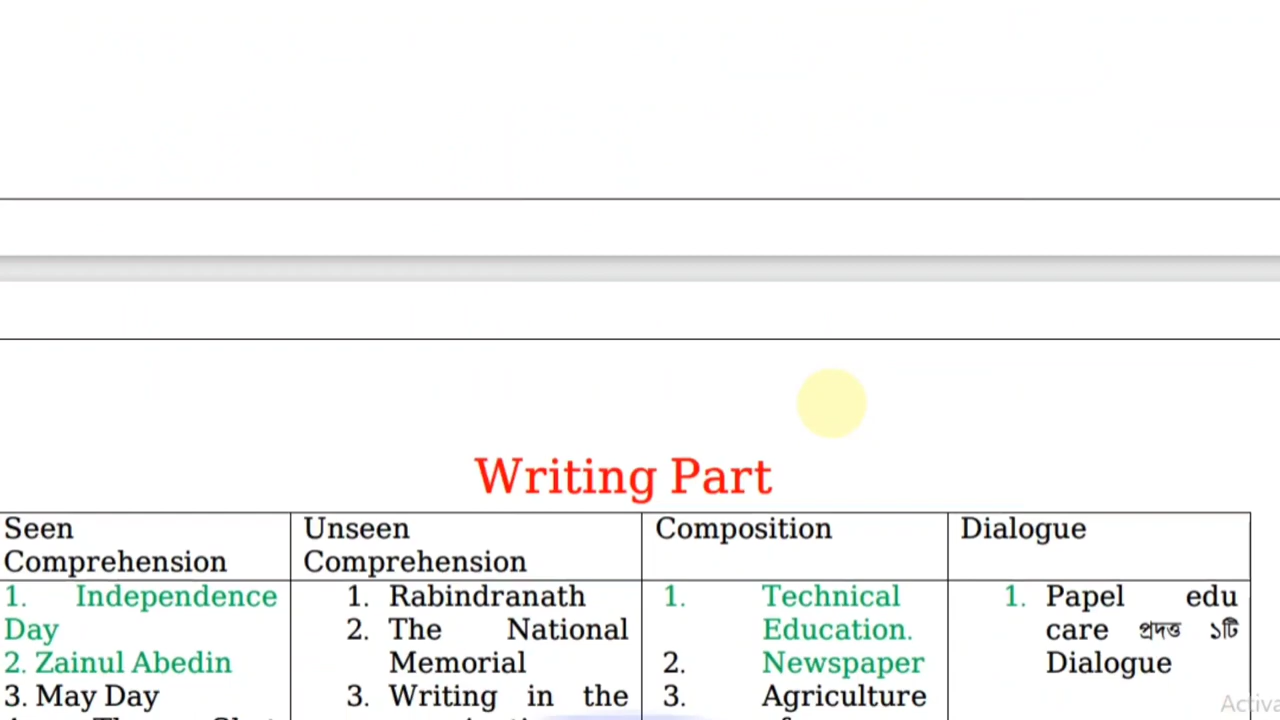 Writing Part
Seen
Comprehension
Unseen
Comprehension
Composition
Dialogue
1. Independence
Day
2. Zainul Abedin
3. May Day
1. Rabindranath
2. The National
Memorial
3. Writing in the
1. Technical
Education.
2. Newspaper
3. Agriculture
1. Papel edu
care প্রদত্ত ১টি
Dialogue